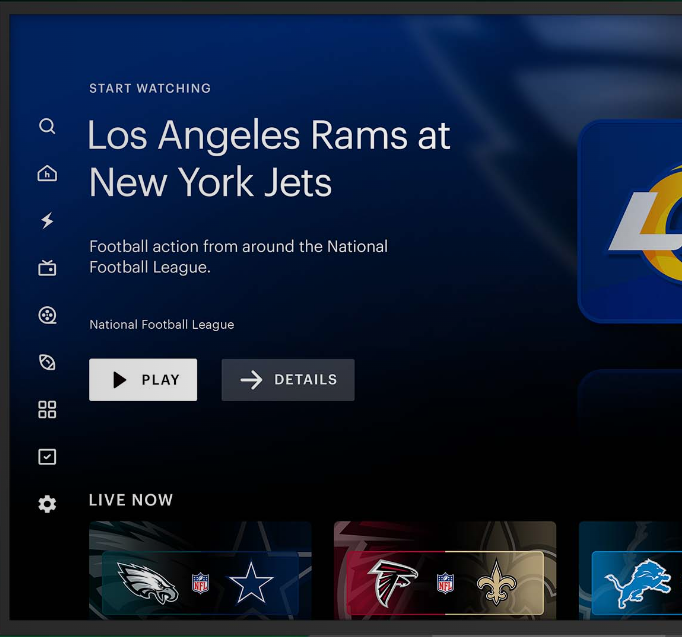 START WATCHING
Los Angeles Rams at
New York Jets
Football action from around the National
Football League.
National Football League
PLAY
DETAILS
LIVE NOW
NFL
NFL